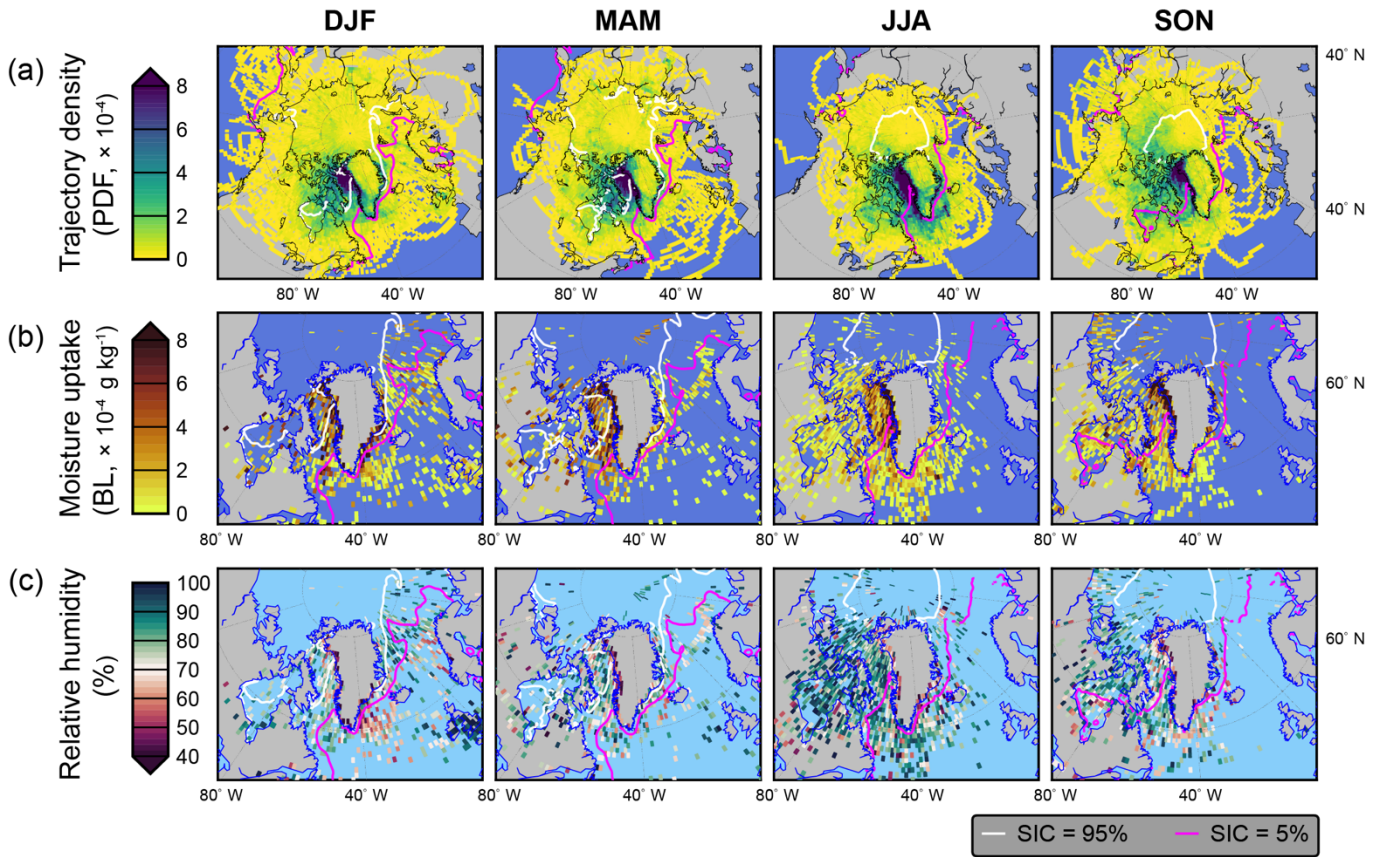 DJF MAM JJA SON
(a)
Trajectory density
(PDF, × 10⁻⁴)
8
6
4
2
0
40° N
40° N
80° W 40° W 80° W 40° W 80° W 40° W 80° W 40° W
(b)
Moisture uptake
(BL, × 10⁻⁴ g kg⁻¹)
8
6
4
2
0
60° N
80° W 40° W 80° W 40° W 80° W 40° W 80° W 40° W
(c)
Relative humidity
(%)
100
90
80
70
60
50
40
60° N
80° W 40° W 80° W 40° W 80° W 40° W 80° W 40° W
SIC = 95% SIC = 5%